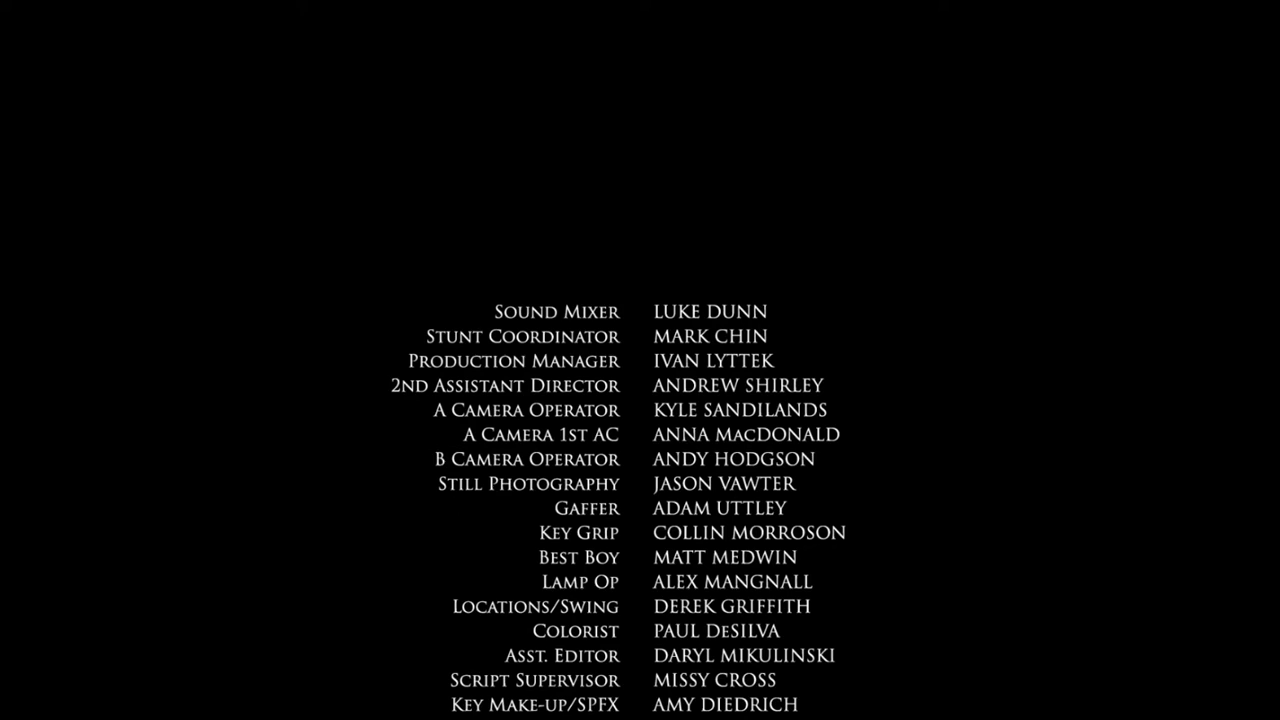 Sound Mixer LUKE DUNN
Stunt Coordinator MARK CHIN
Production Manager IVAN LYTTEK
2nd Assistant Director ANDREW SHIRLEY
A Camera Operator KYLE SANDILANDS
A Camera 1st AC ANNA MacDONALD
B Camera Operator ANDY HODGSON
Still Photography JASON VAWTER
Gaffer ADAM UTTLEY
Key Grip COLLIN MORROSON
Best Boy MATT MEDWIN
Lamp Op ALEX MANGNALL
Locations/Swing DEREK GRIFFITH
Colorist PAUL DeSILVA
Asst. Editor DARYL MIKULINSKI
Script Supervisor MISSY CROSS
Key Make-up/SPFX AMY DIEDRICH